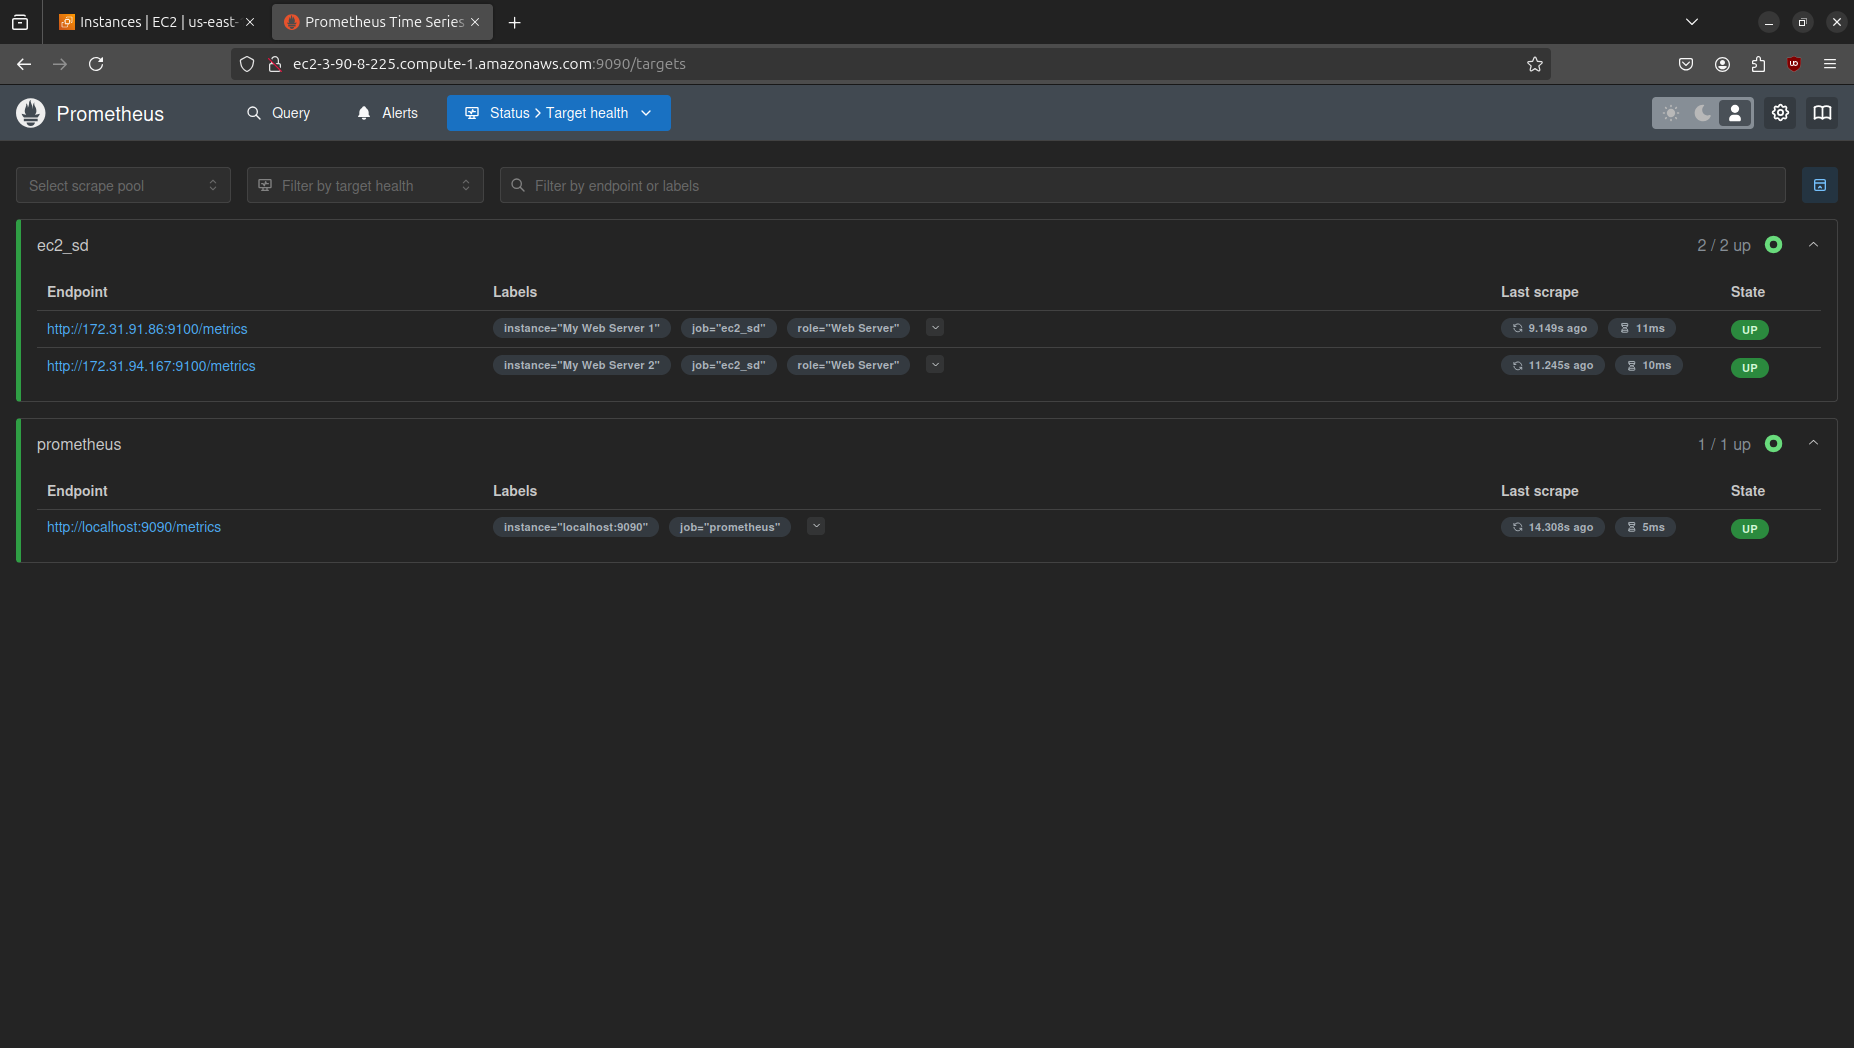 Instances | EC2 | us-east-
Prometheus Time Series
ec2-3-90-8-225.compute-1.amazonaws.com:9090/targets
Prometheus
Query
Alerts
Status > Target health
Select scrape pool
Filter by target health
Filter by endpoint or labels
ec2_sd
2 / 2 up
Endpoint Labels Last scrape State
http://172.31.91.86:9100/metrics instance="My Web Server 1" job="ec2_sd" role="Web Server" 9.149s ago 11ms UP
http://172.31.94.167:9100/metrics instance="My Web Server 2" job="ec2_sd" role="Web Server" 11.245s ago 10ms UP
prometheus
1 / 1 up
Endpoint Labels Last scrape State
http://localhost:9090/metrics instance="localhost:9090" job="prometheus" 14.308s ago 5ms UP